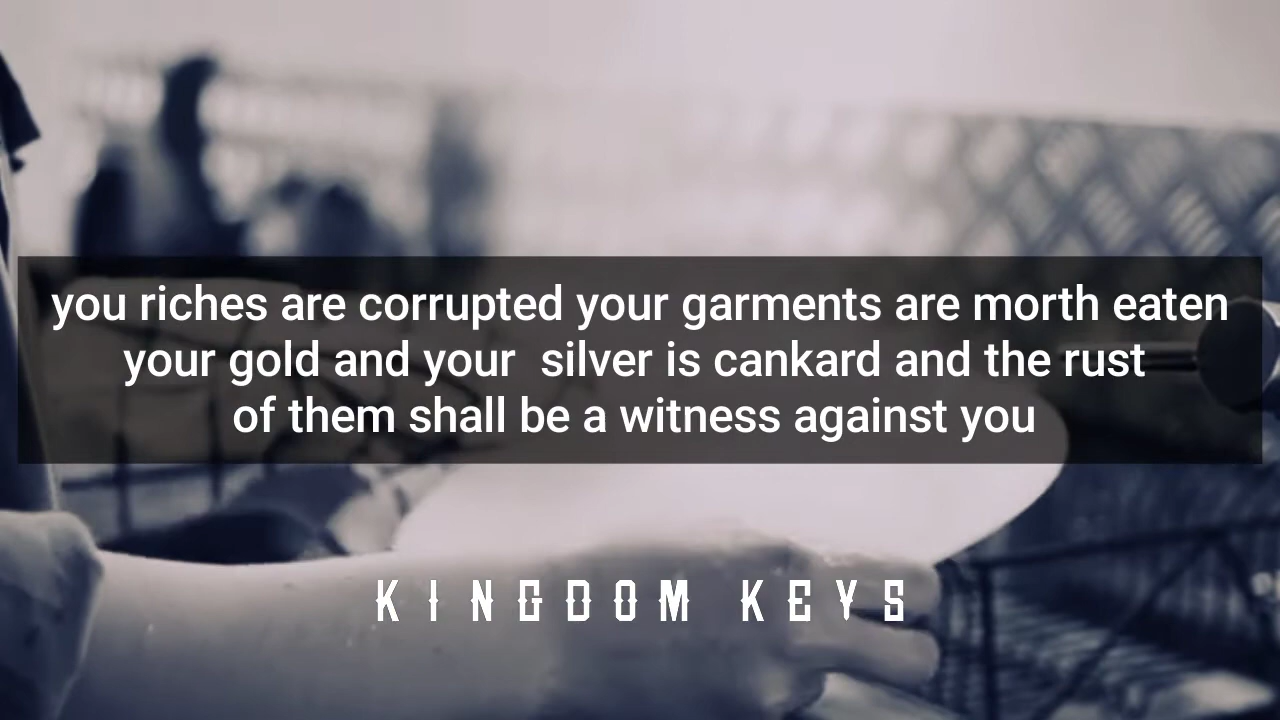 you riches are corrupted your garments are morth eaten
your gold and your  silver is cankard and the rust
of them shall be a witness against you
KINGDOM KEYS